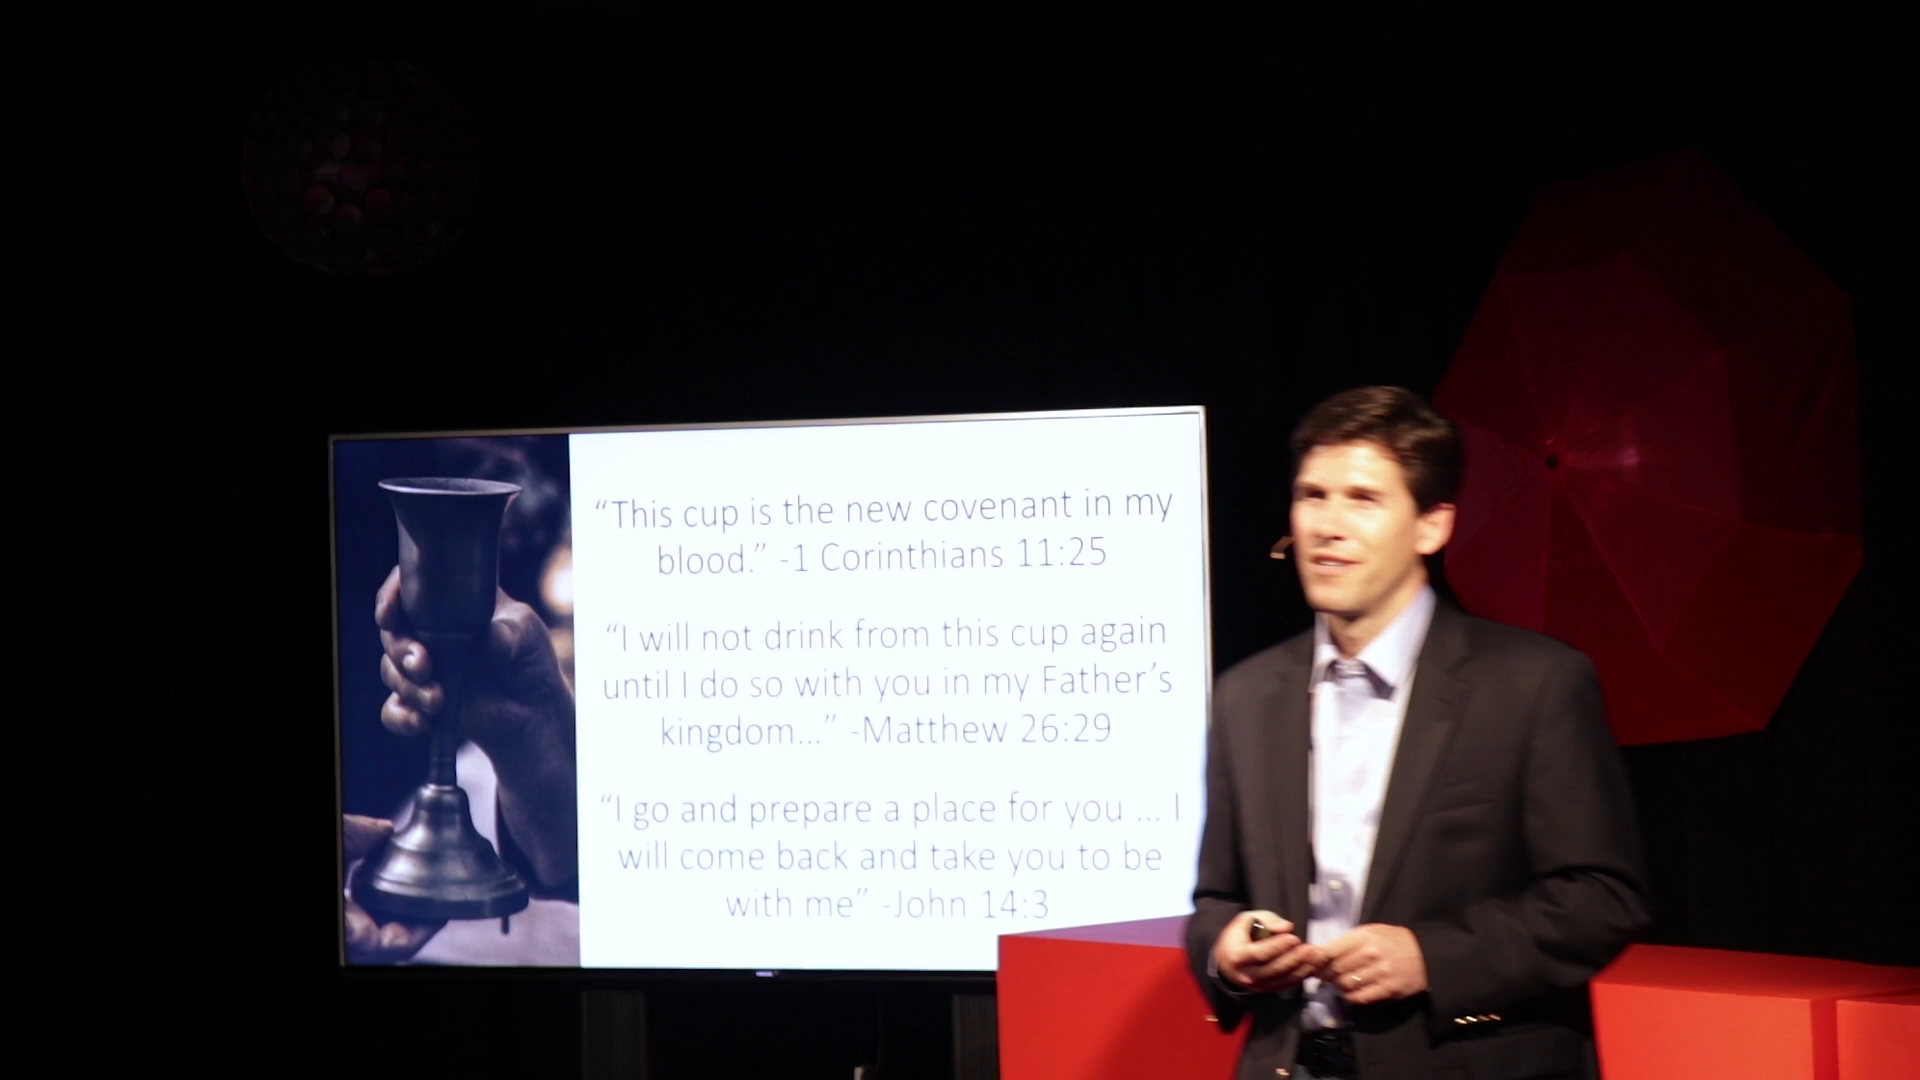 “This cup is the new covenant in my
blood.” -1 Corinthians 11:25
“I will not drink from this cup again
until I do so with you in my Father’s
kingdom...” -Matthew 26:29
“I go and prepare a place for you ... I
will come back and take you to be
with me” -John 14:3